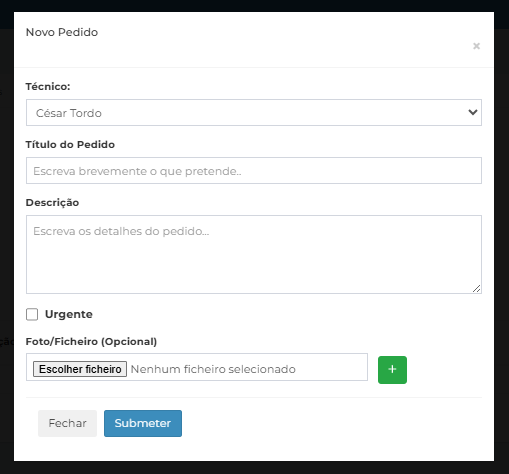 Novo Pedido
×
Técnico:
César Tordo
Título do Pedido
Escreva brevemente o que pretende..
Descrição
Escreva os detalhes do pedido...
Urgente
Foto/Ficheiro (Opcional)
Escolher ficheiro Nenhum ficheiro selecionado +
Fechar Submeter